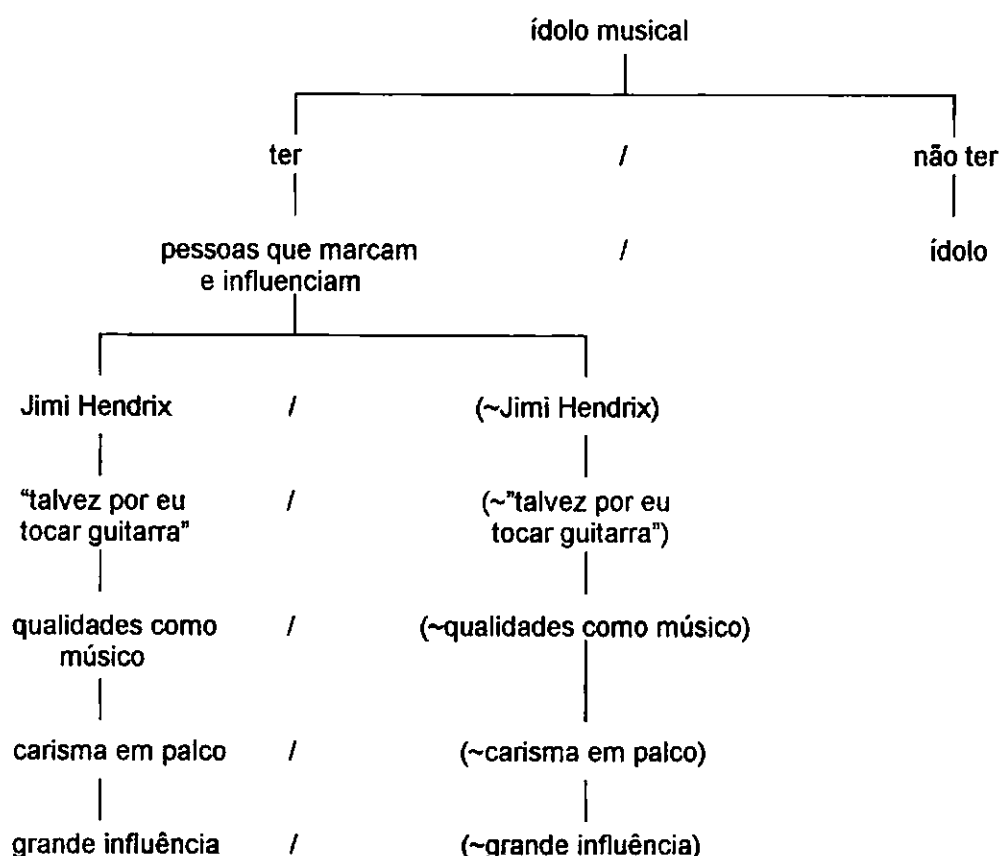 ídolo musical
ter / não ter
pessoas que marcam / ídolo
e influenciam
Jimi Hendrix / (~Jimi Hendrix)
“talvez por eu / (~”talvez por eu
tocar guitarra” tocar guitarra”)
qualidades como / (~qualidades como músico)
músico
carisma em palco / (~carisma em palco)
grande influência / (~grande influência)